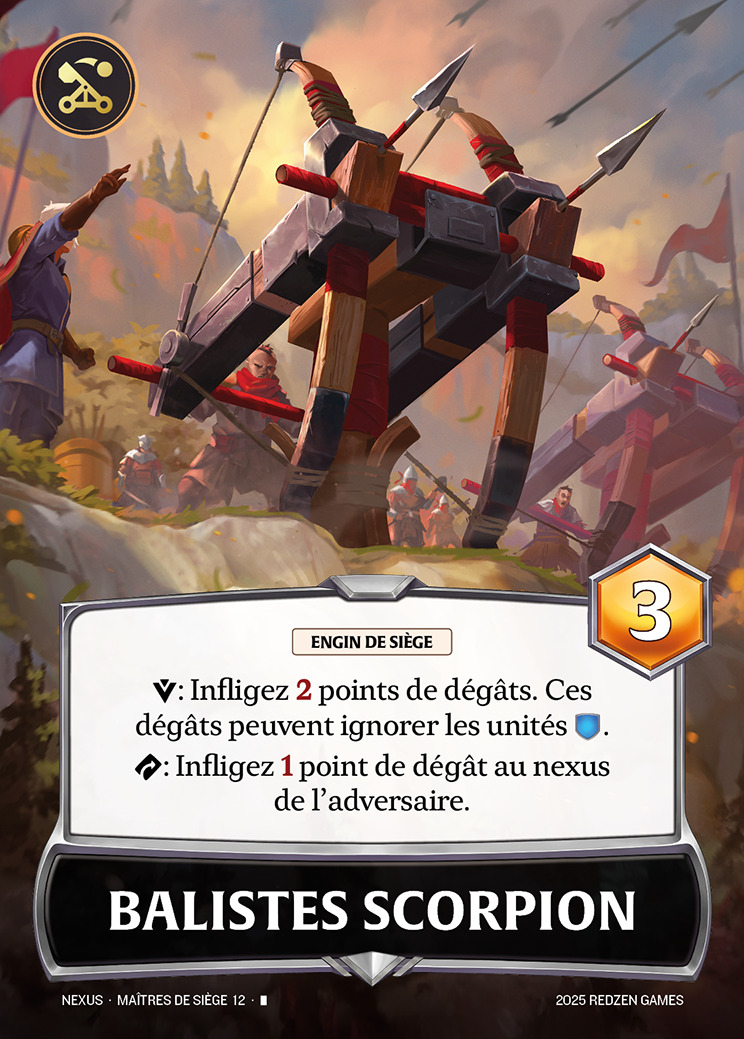 3
ENGIN DE SIÈGE
: Infligez 2 points de dégâts. Ces
dégâts peuvent ignorer les unités .
: Infligez 1 point de dégât au nexus
de l’adversaire.
BALISTES SCORPION
NEXUS · MAÎTRES DE SIÈGE 12 ·
2025 REDZEN GAMES